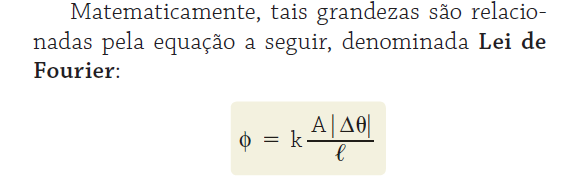 Matematicamente, tais grandezas são relacio-
nadas pela equação a seguir, denominada Lei de
Fourier:
ϕ = k A|Δθ| / ℓ